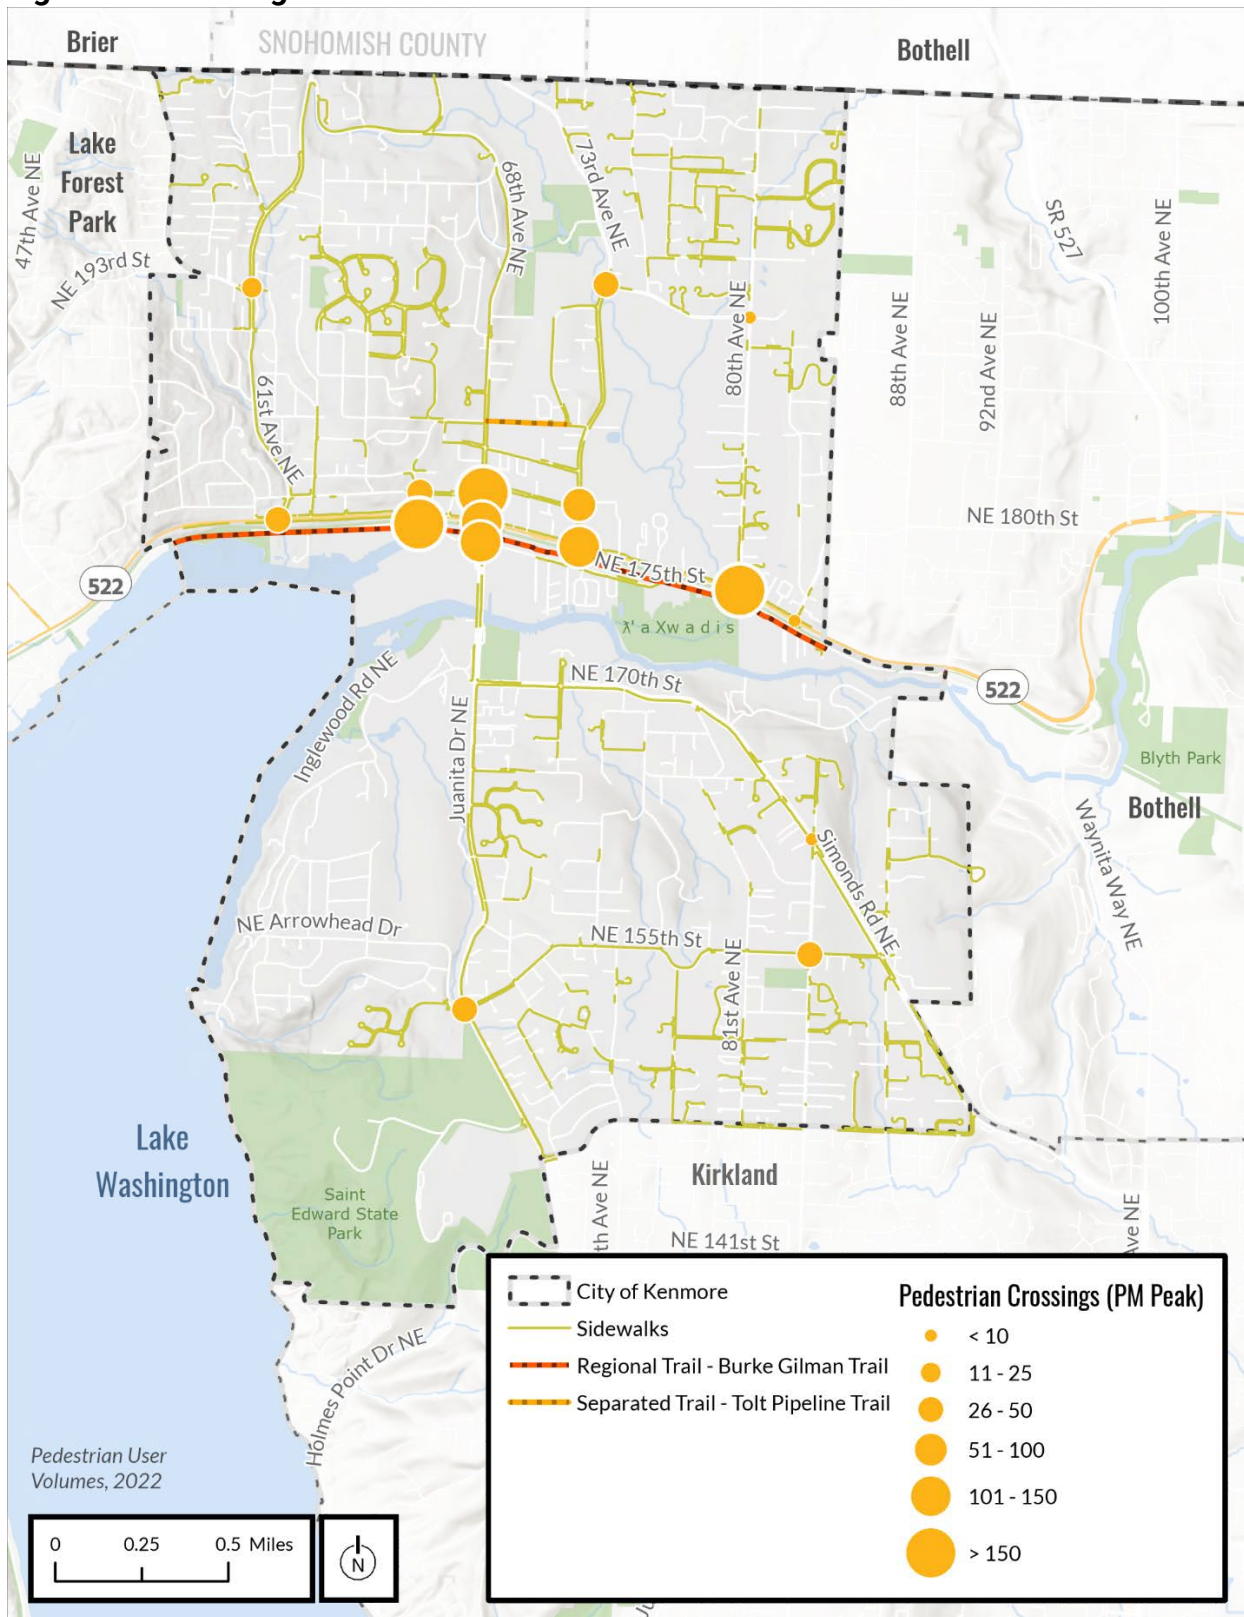 Brier
SNOHOMISH COUNTY
Bothell
Lake
Forest
Park
47th Ave NE
NE 193rd St
68th Ave NE
73rd Ave NE
SR 527
100th Ave NE
80th Ave NE
88th Ave NE
92nd Ave NE
61st Ave NE
NE 180th St
522
NE 175th St
ƛ' a Xw a d i s
522
Inglewood Rd NE
NE 170th St
Juanita Dr NE
Blyth Park
Bothell
Simonds Rd NE
Waynita Way NE
NE Arrowhead Dr
NE 155th St
81st Ave NE
Lake
Washington
Saint
Edward State
Park
Kirkland
th Ave NE
Ave NE
NE 141st St
Holmes Point Dr NE
City of Kenmore
Sidewalks
Regional Trail - Burke Gilman Trail
Separated Trail - Tolt Pipeline Trail
Pedestrian Crossings (PM Peak)
< 10
11 - 25
26 - 50
51 - 100
101 - 150
> 150
Pedestrian User
Volumes, 2022
0 0.25 0.5 Miles
N